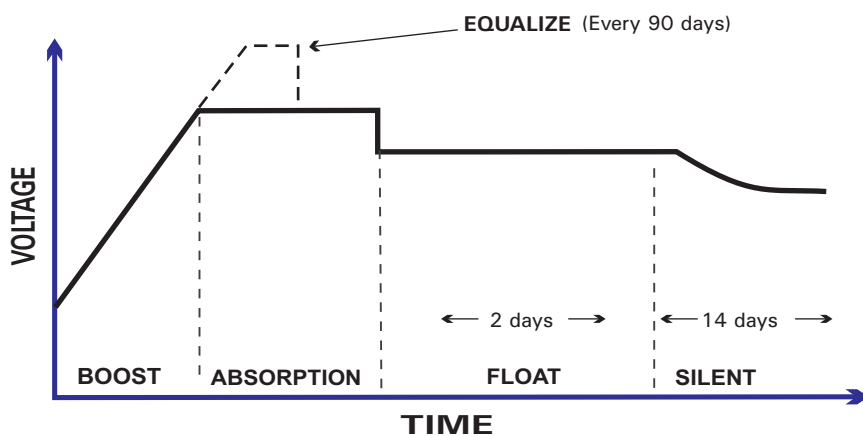 EQUALIZE (Every 90 days)
VOLTAGE
2 days
14 days
BOOST
ABSORPTION
FLOAT
SILENT
TIME